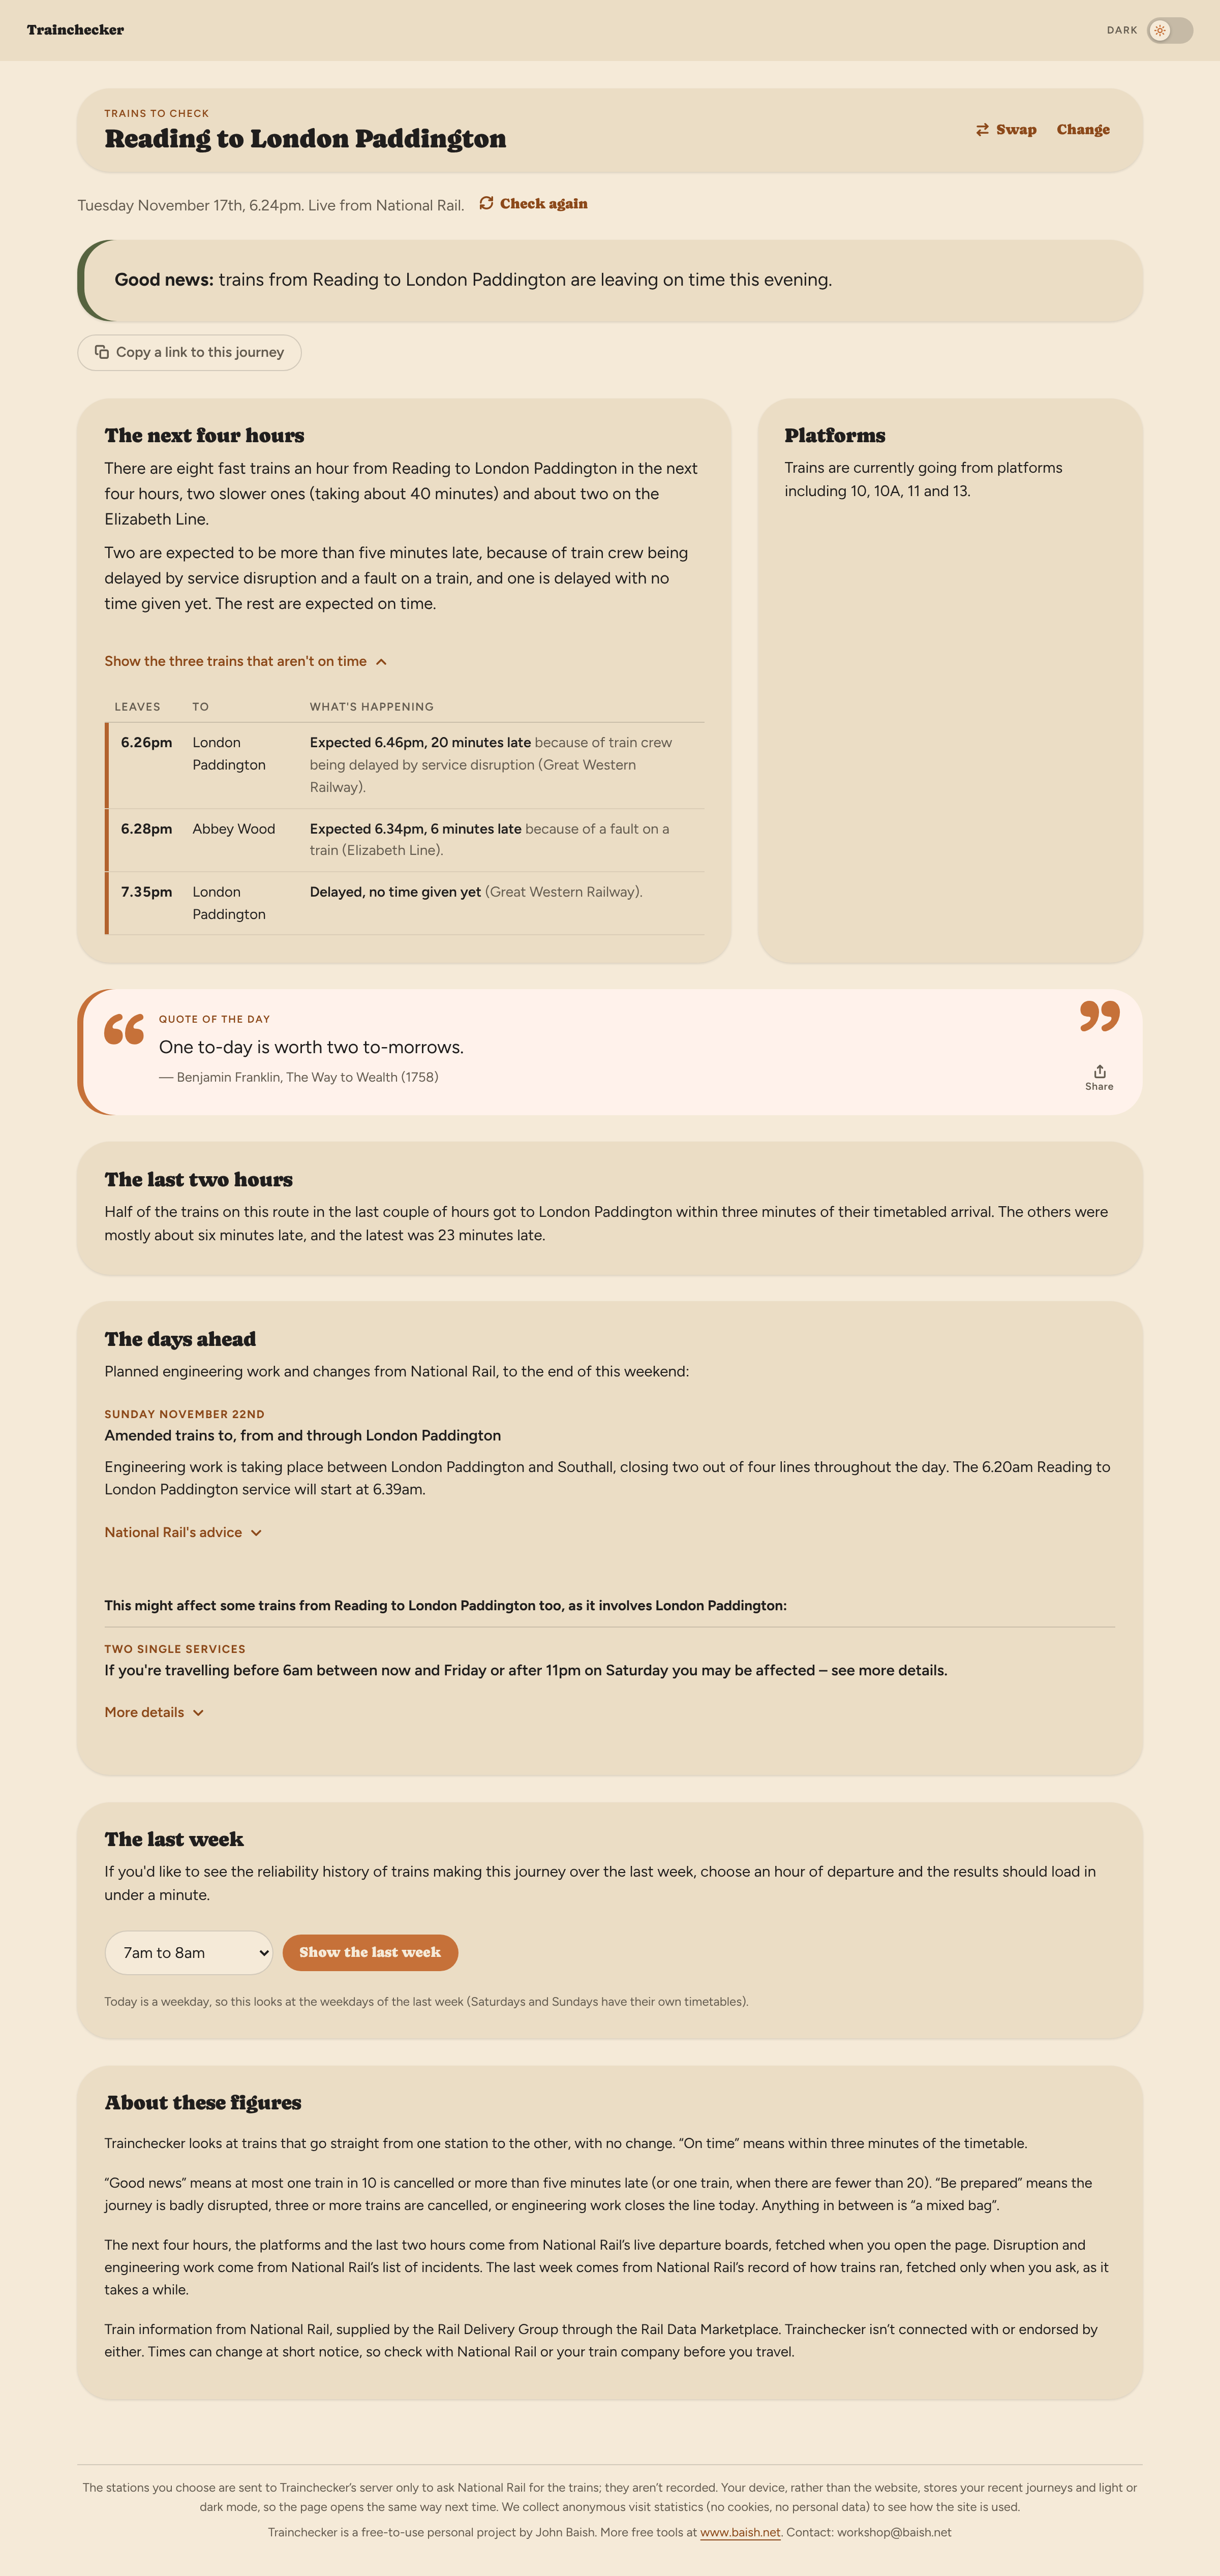 Trainchecker
DARK
TRAINS TO CHECK
Reading to London Paddington
Swap
Change
Tuesday November 17th, 6.24pm. Live from National Rail.
Check again
Good news: trains from Reading to London Paddington are leaving on time this evening.
Copy a link to this journey
The next four hours
There are eight fast trains an hour from Reading to London Paddington in the next
four hours, two slower ones (taking about 40 minutes) and about two on the
Elizabeth Line.
Two are expected to be more than five minutes late, because of train crew being
delayed by service disruption and a fault on a train, and one is delayed with no
time given yet. The rest are expected on time.
Show the three trains that aren't on time
LEAVES TO WHAT'S HAPPENING
6.26pm London Paddington Expected 6.46pm, 20 minutes late because of train crew
being delayed by service disruption (Great Western
Railway).
6.28pm Abbey Wood Expected 6.34pm, 6 minutes late because of a fault on a
train (Elizabeth Line).
7.35pm London Paddington Delayed, no time given yet (Great Western Railway).
Platforms
Trains are currently going from platforms
including 10, 10A, 11 and 13.
“
QUOTE OF THE DAY
One to-day is worth two to-morrows.
— Benjamin Franklin, The Way to Wealth (1758)
”
Share
The last two hours
Half of the trains on this route in the last couple of hours got to London Paddington within three minutes of their timetabled arrival. The others were
mostly about six minutes late, and the latest was 23 minutes late.
The days ahead
Planned engineering work and changes from National Rail, to the end of this weekend:
SUNDAY NOVEMBER 22ND
Amended trains to, from and through London Paddington
Engineering work is taking place between London Paddington and Southall, closing two out of four lines throughout the day. The 6.20am Reading to
London Paddington service will start at 6.39am.
National Rail's advice
This might affect some trains from Reading to London Paddington too, as it involves London Paddington:
TWO SINGLE SERVICES
If you're travelling before 6am between now and Friday or after 11pm on Saturday you may be affected – see more details.
More details
The last week
If you'd like to see the reliability history of trains making this journey over the last week, choose an hour of departure and the results should load in
under a minute.
7am to 8am
Show the last week
Today is a weekday, so this looks at the weekdays of the last week (Saturdays and Sundays have their own timetables).
About these figures
Trainchecker looks at trains that go straight from one station to the other, with no change. “On time” means within three minutes of the timetable.
“Good news” means at most one train in 10 is cancelled or more than five minutes late (or one train, when there are fewer than 20). “Be prepared” means the
journey is badly disrupted, three or more trains are cancelled, or engineering work closes the line today. Anything in between is “a mixed bag”.
The next four hours, the platforms and the last two hours come from National Rail’s live departure boards, fetched when you open the page. Disruption and
engineering work come from National Rail’s list of incidents. The last week comes from National Rail’s record of how trains ran, fetched only when you ask, as it
takes a while.
Train information from National Rail, supplied by the Rail Delivery Group through the Rail Data Marketplace. Trainchecker isn’t connected with or endorsed by
either. Times can change at short notice, so check with National Rail or your train company before you travel.
The stations you choose are sent to Trainchecker’s server only to ask National Rail for the trains; they aren’t recorded. Your device, rather than the website, stores your recent journeys and light or
dark mode, so the page opens the same way next time. We collect anonymous visit statistics (no cookies, no personal data) to see how the site is used.
Trainchecker is a free-to-use personal project by John Baish. More free tools at www.baish.net. Contact: workshop@baish.net